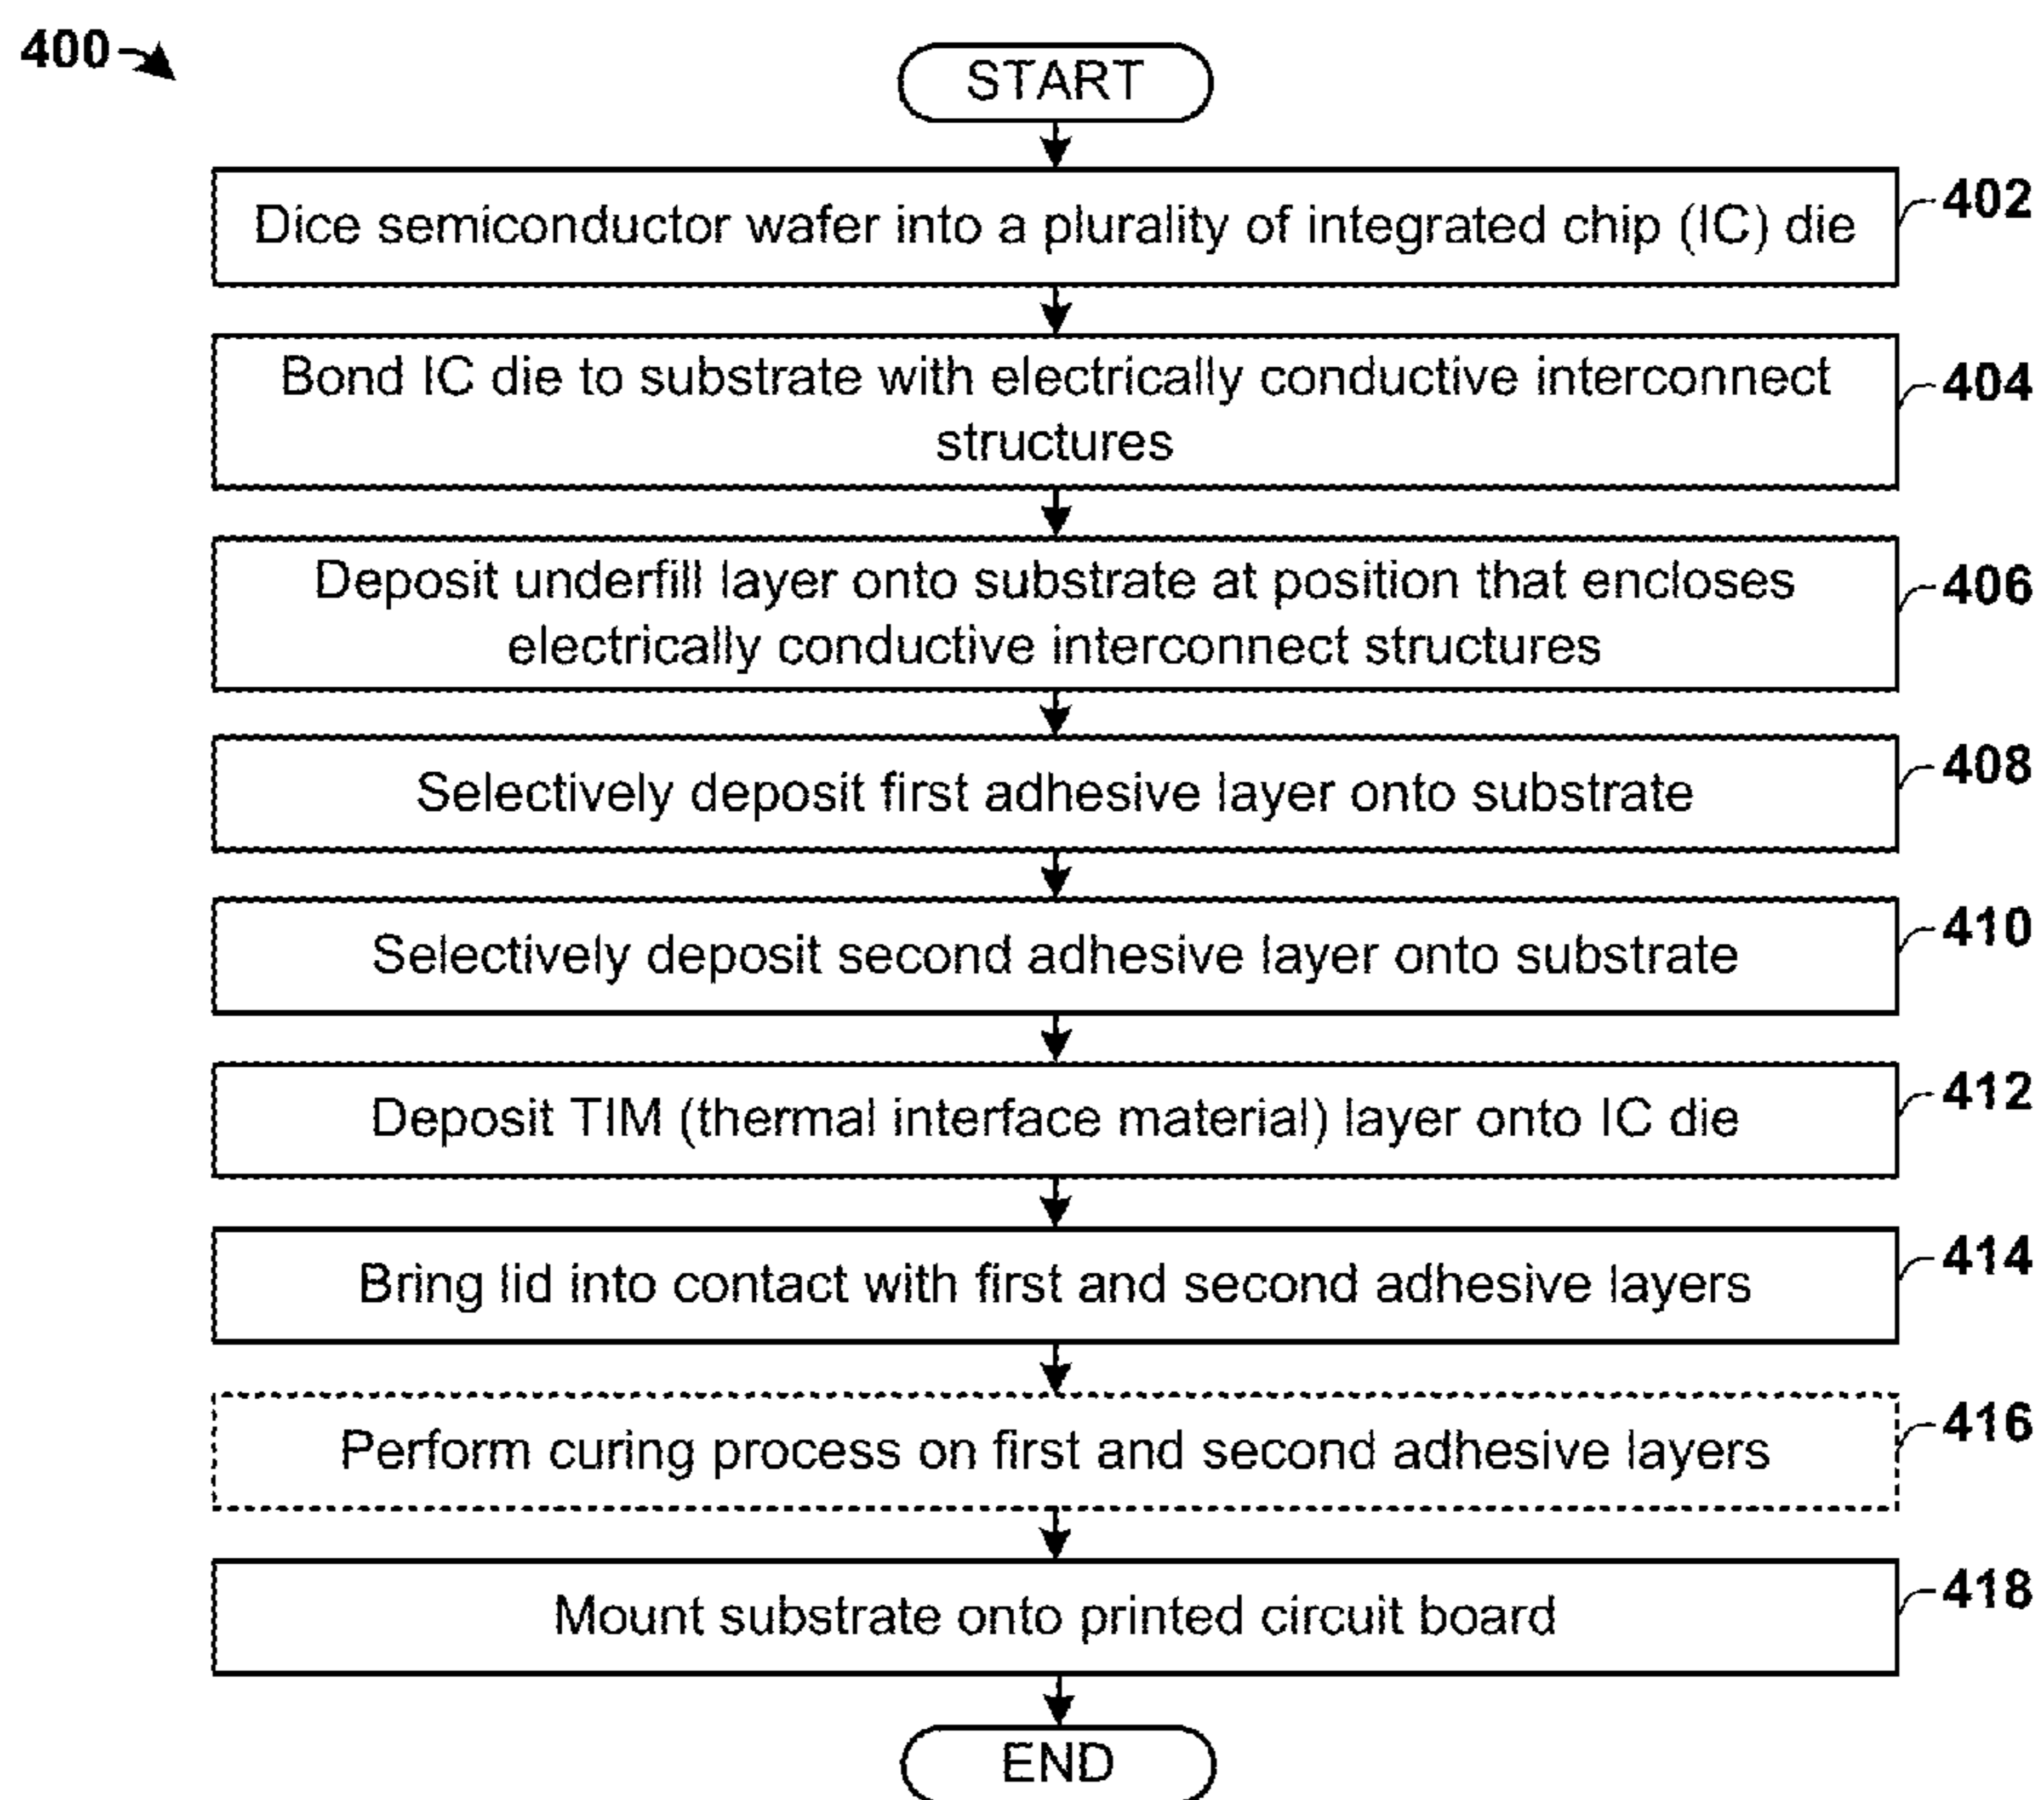 400
START
Dice semiconductor wafer into a plurality of integrated chip (IC) die
402
Bond IC die to substrate with electrically conductive interconnect
structures
404
Deposit underfill layer onto substrate at position that encloses
electrically conductive interconnect structures
406
Selectively deposit first adhesive layer onto substrate
408
Selectively deposit second adhesive layer onto substrate
410
Deposit TIM (thermal interface material) layer onto IC die
412
Bring lid into contact with first and second adhesive layers
414
Perform curing process on first and second adhesive layers
416
Mount substrate onto printed circuit board
418
END